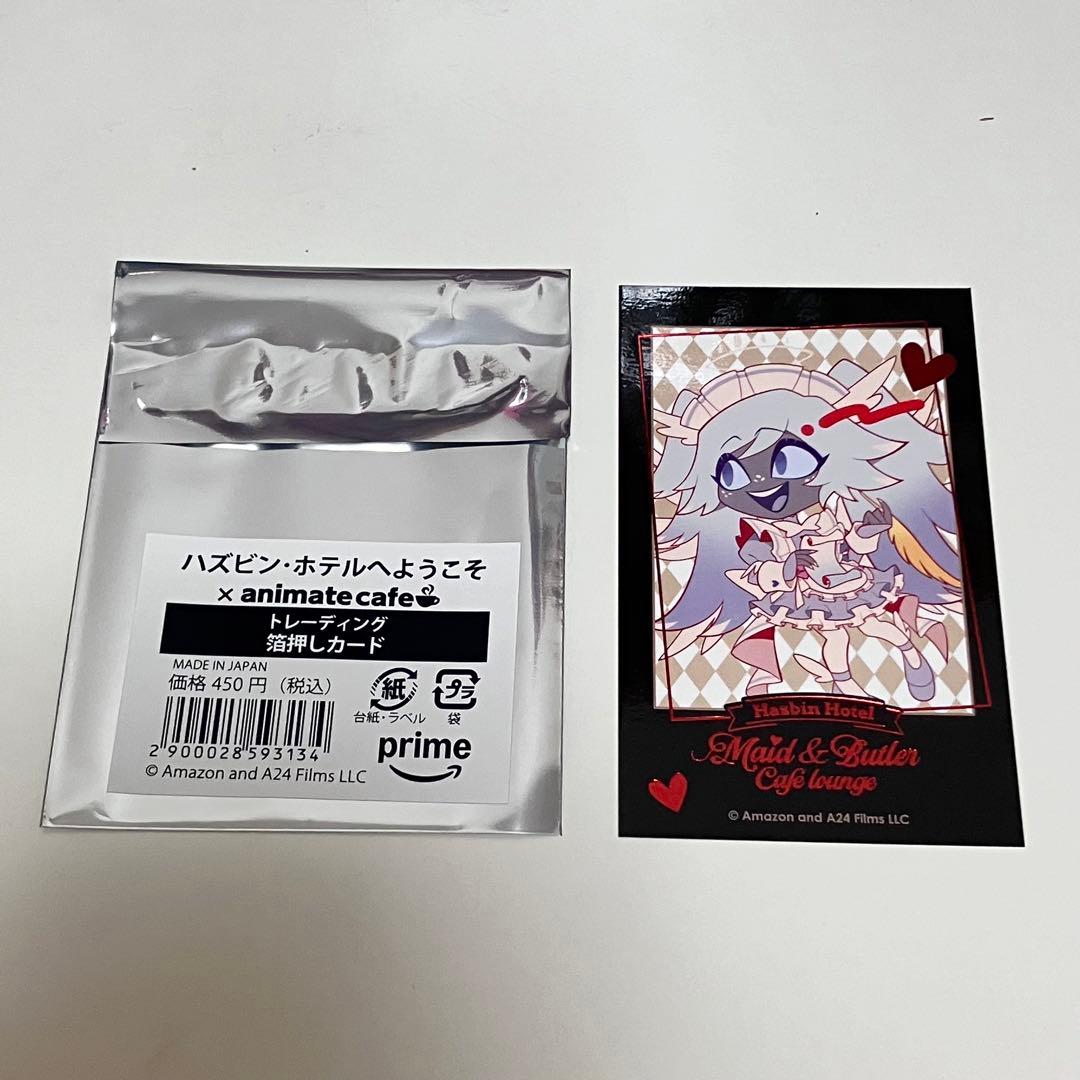 ハズビン・ホテルへようこそ
× animate cafe
トレーディング
箔押しカード
MADE IN JAPAN
価格 450 円（税込）
紙
プラ
台紙・ラベル
袋
2900028593134
prime
© Amazon and A24 Films LLC
Hazbin Hotel
Maid & Butler
Cafe lounge
© Amazon and A24 Films LLC